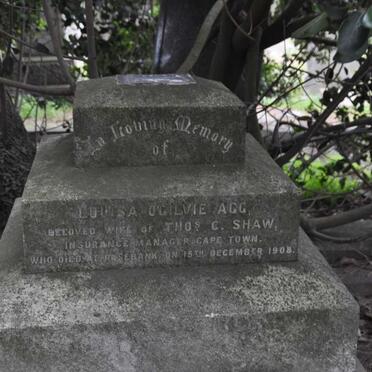 In Loving Memory
of
LOUISA OGILVIE AGG,
BELOVED WIFE OF THOS C. SHAW,
INSURANCE MANAGER CAPE TOWN.
WHO DIED AT ROSEBANK, ON 15TH DECEMBER 1908.